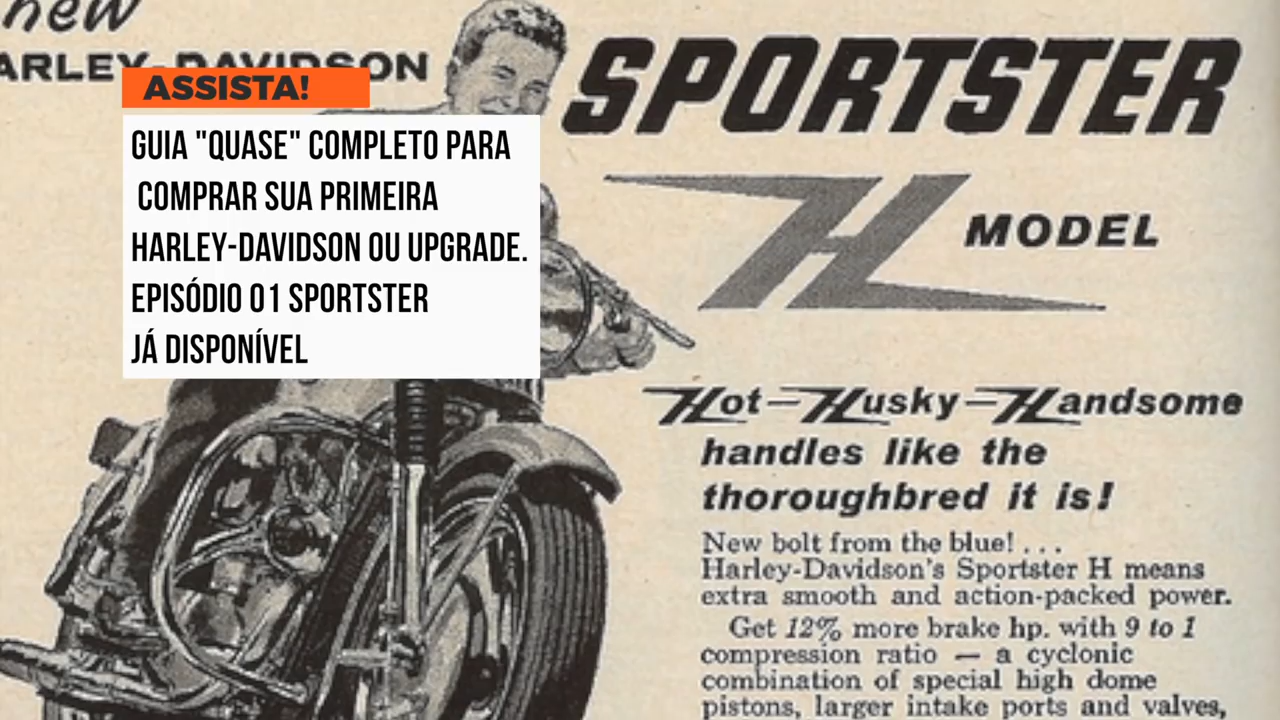 new
ARLEY-DAVIDSON
SPORTSTER
ASSISTA!
GUIA "QUASE" COMPLETO PARA
COMPRAR SUA PRIMEIRA
HARLEY-DAVIDSON OU UPGRADE.
EPISÓDIO 01 SPORTSTER
JÁ DISPONÍVEL
H MODEL
Hot—Husky—Handsome
handles like the
thoroughbred it is!
New bolt from the blue! . . .
Harley-Davidson's Sportster H means
extra smooth and action-packed power.
Get 12% more brake hp. with 9 to 1
compression ratio — a cyclonic
combination of special high dome
pistons, larger intake ports and valves,